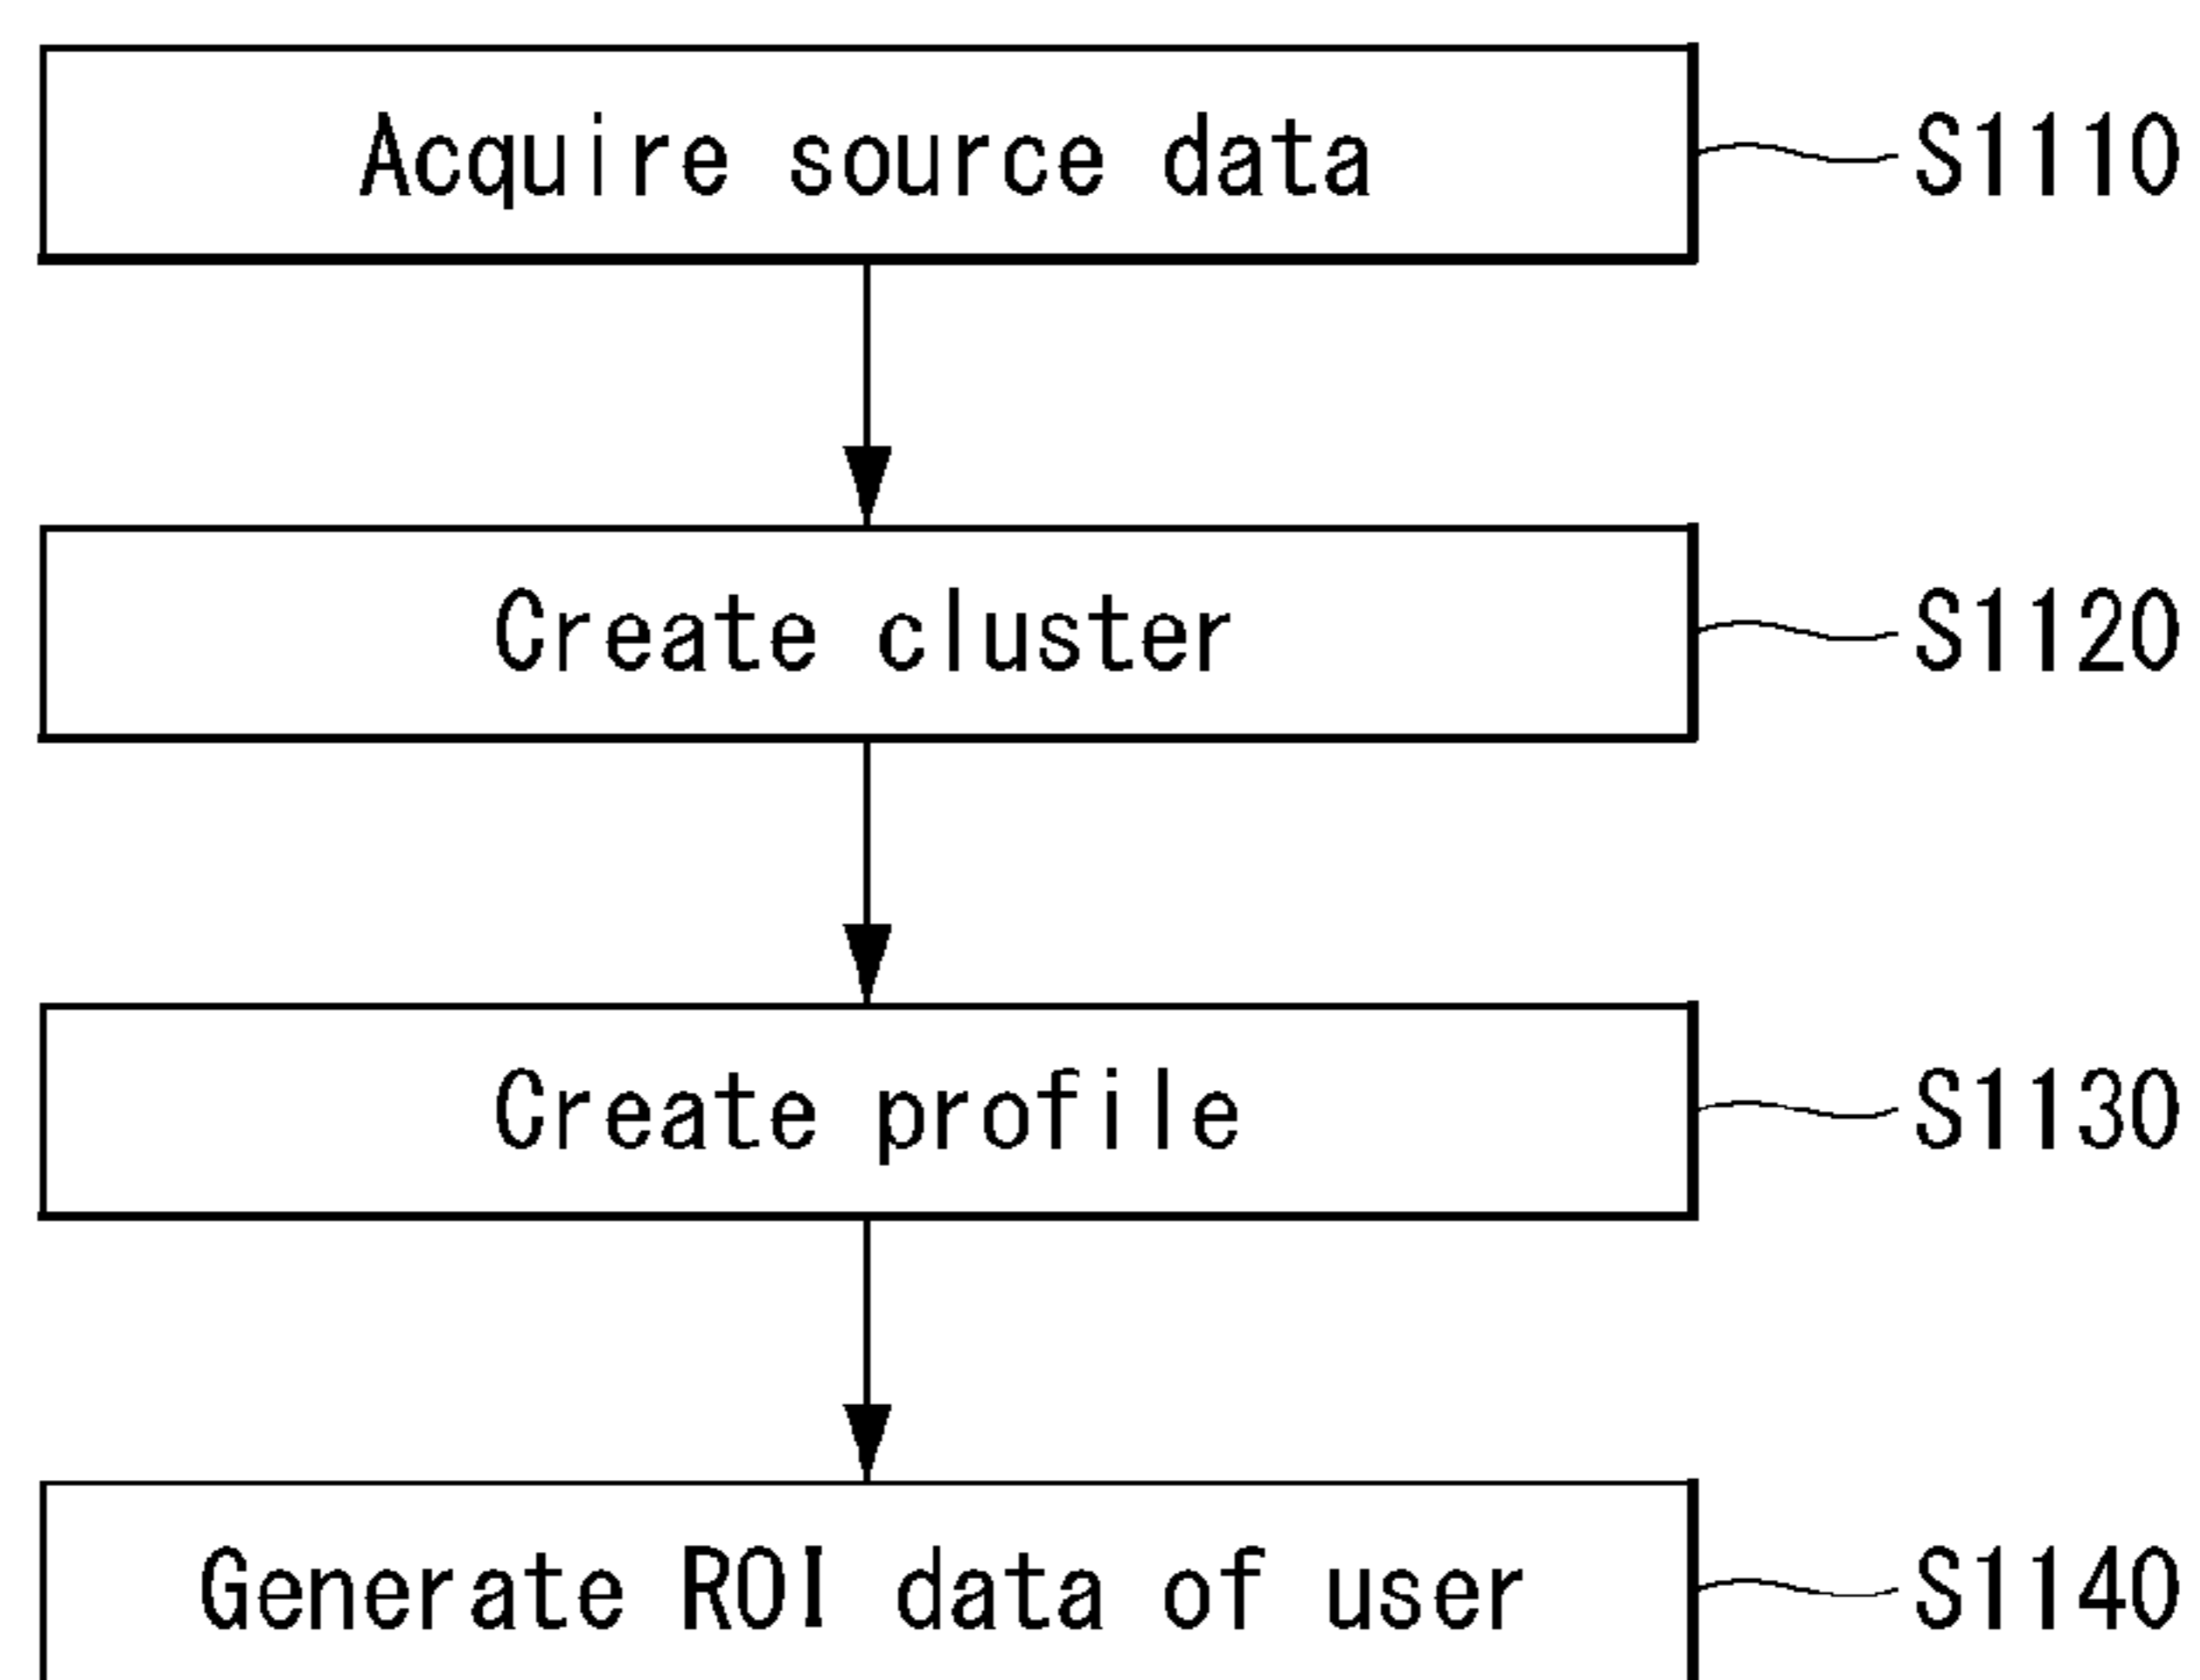 Acquire source data S1110
Create cluster S1120
Create profile S1130
Generate ROI data of user S1140